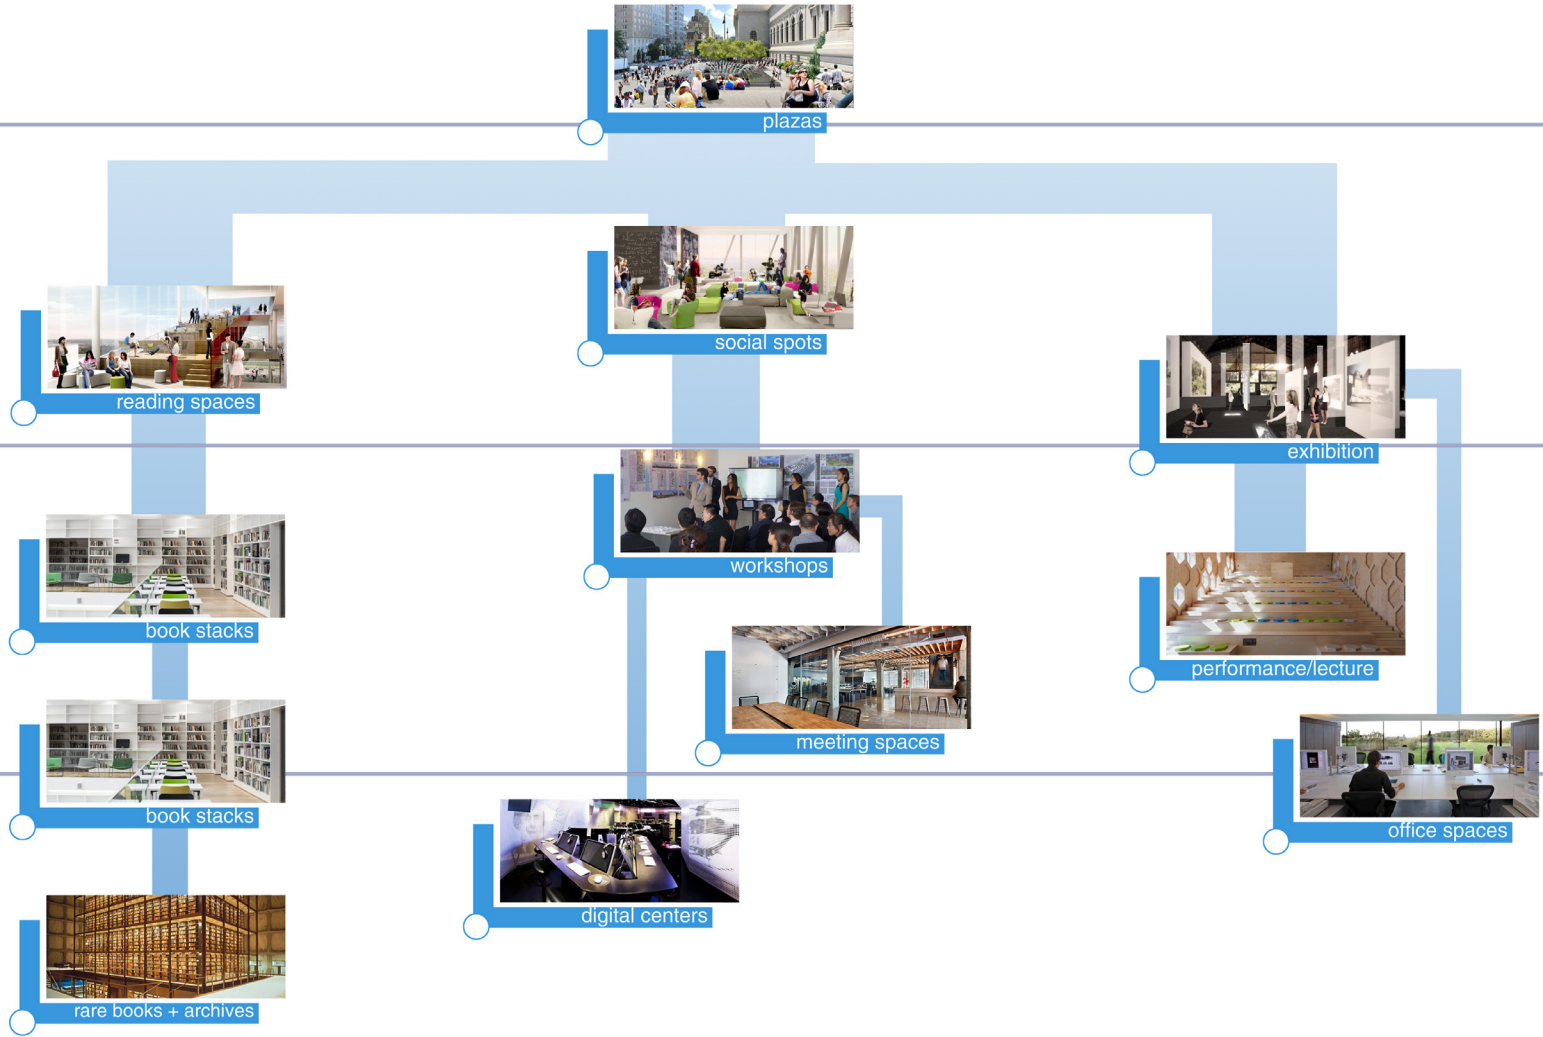 plazas
social spots
reading spaces
exhibition
workshops
book stacks
performance/lecture
meeting spaces
book stacks
office spaces
digital centers
rare books + archives